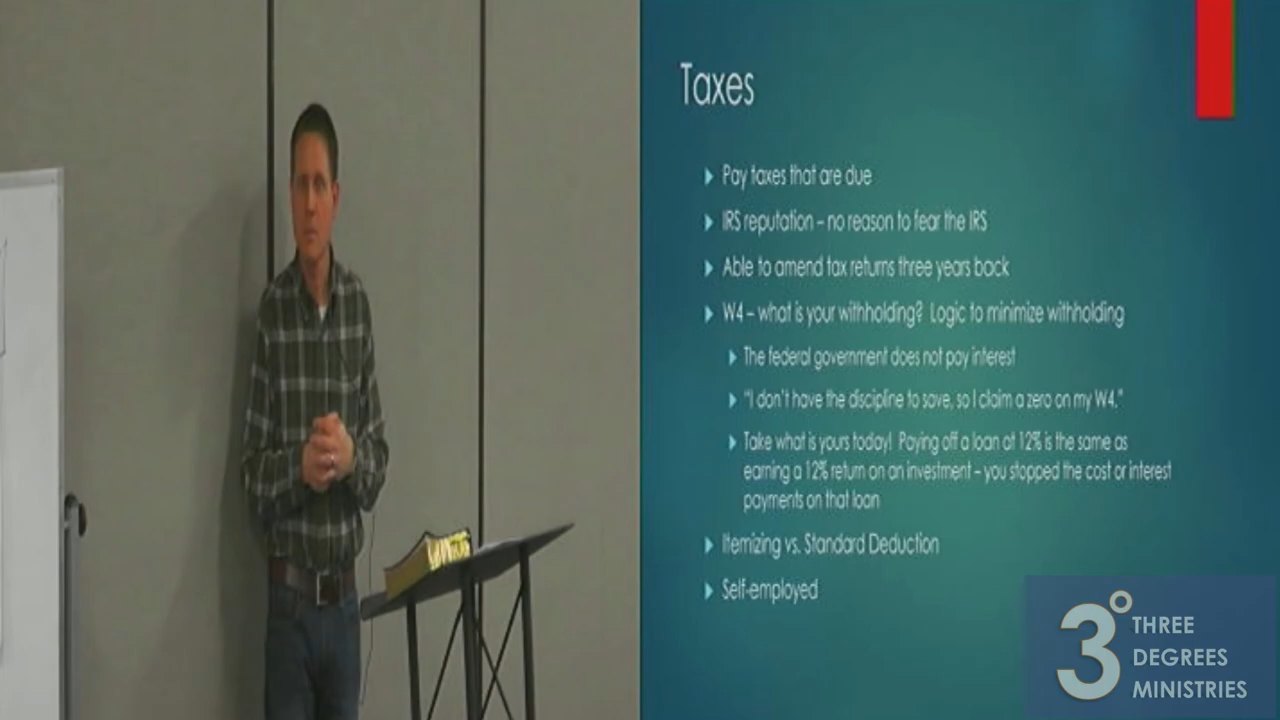 Taxes
Pay taxes that are due
IRS reputation – no reason to fear the IRS
Able to amend tax returns three years back
W4 – what is your withholding? Logic to minimize withholding
The federal government does not pay interest
"I don't have the discipline to save, so I claim a zero on my W4."
Take what is yours today! Paying off a loan at 12% is the same as
earning a 12% return on an investment – you stopped the cost or interest
payments on that loan
Itemizing vs. Standard Deduction
Self-employed
3° THREE
DEGREES
MINISTRIES